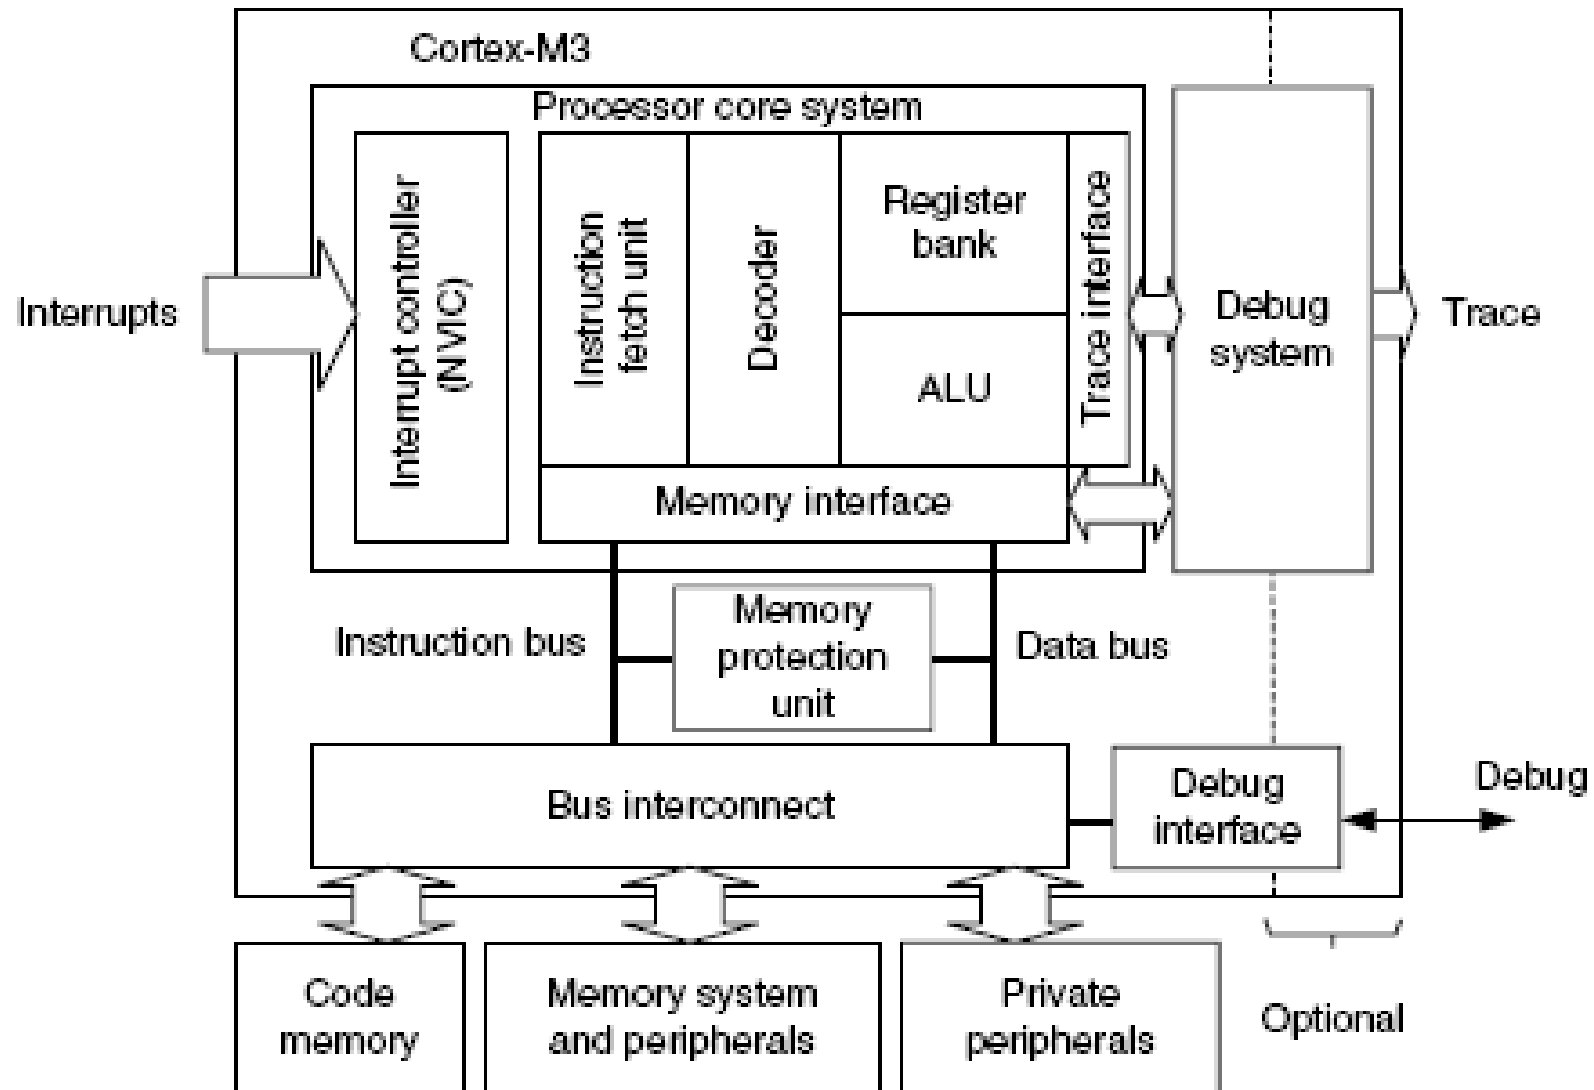 Cortex-M3
Processor core system
Interrupts
Interrupt controller
(NVIC)
Instruction
fetch unit
Decoder
Register
bank
ALU
Trace interface
Memory interface
Debug
system
Trace
Instruction bus
Memory
protection
unit
Data bus
Bus interconnect
Debug
interface
Debug
Code
memory
Memory system
and peripherals
Private
peripherals
Optional